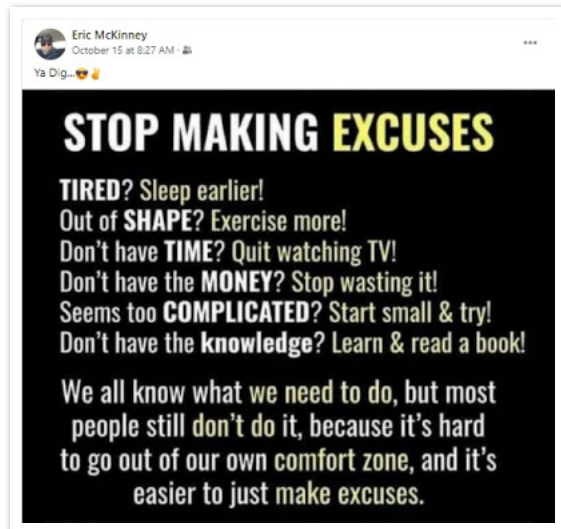 Eric McKinney
October 15 at 8:27 AM ·
Ya Dig...😎✌
STOP MAKING EXCUSES
TIRED? Sleep earlier!
Out of SHAPE? Exercise more!
Don't have TIME? Quit watching TV!
Don't have the MONEY? Stop wasting it!
Seems too COMPLICATED? Start small & try!
Don't have the knowledge? Learn & read a book!
We all know what we need to do, but most
people still don't do it, because it's hard
to go out of our own comfort zone, and it's
easier to just make excuses.